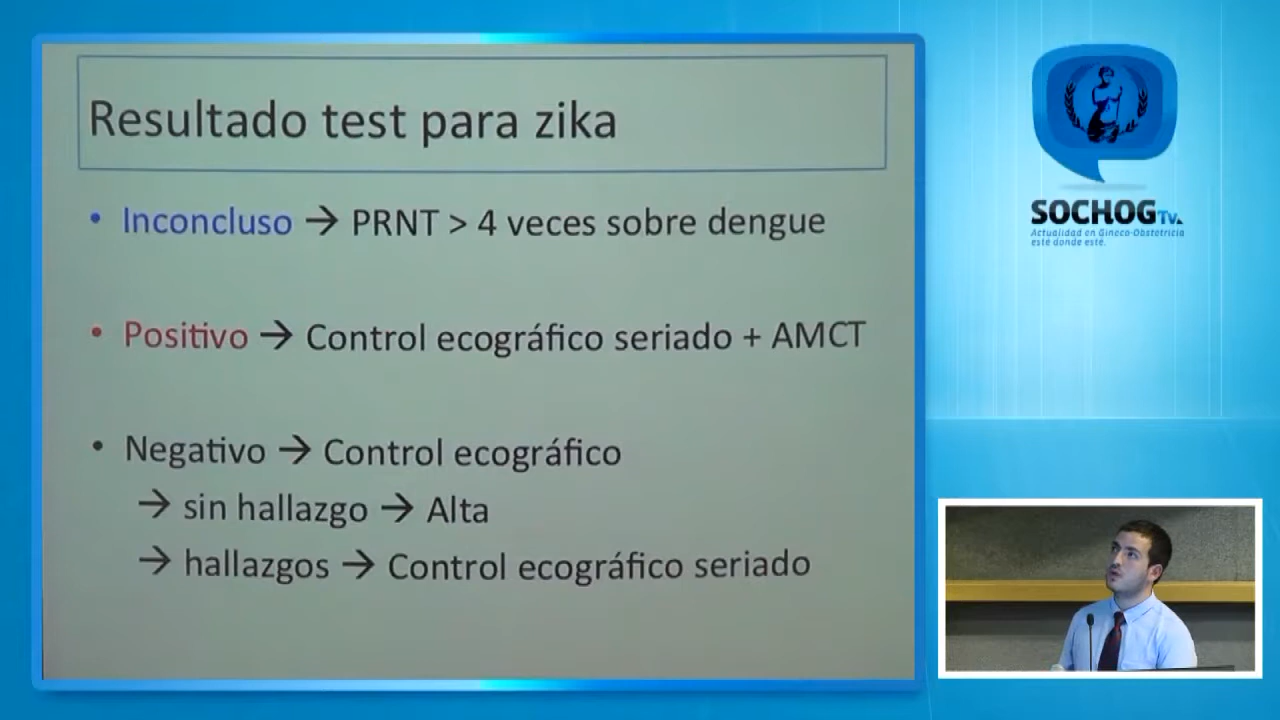 Resultado test para zika
• Inconcluso → PRNT > 4 veces sobre dengue
• Positivo → Control ecográfico seriado + AMCT
• Negativo → Control ecográfico
→ sin hallazgo → Alta
→ hallazgos → Control ecográfico seriado
SOCHOG Tv.
Actualidad en Gineco-Obstetricia
esté donde esté.